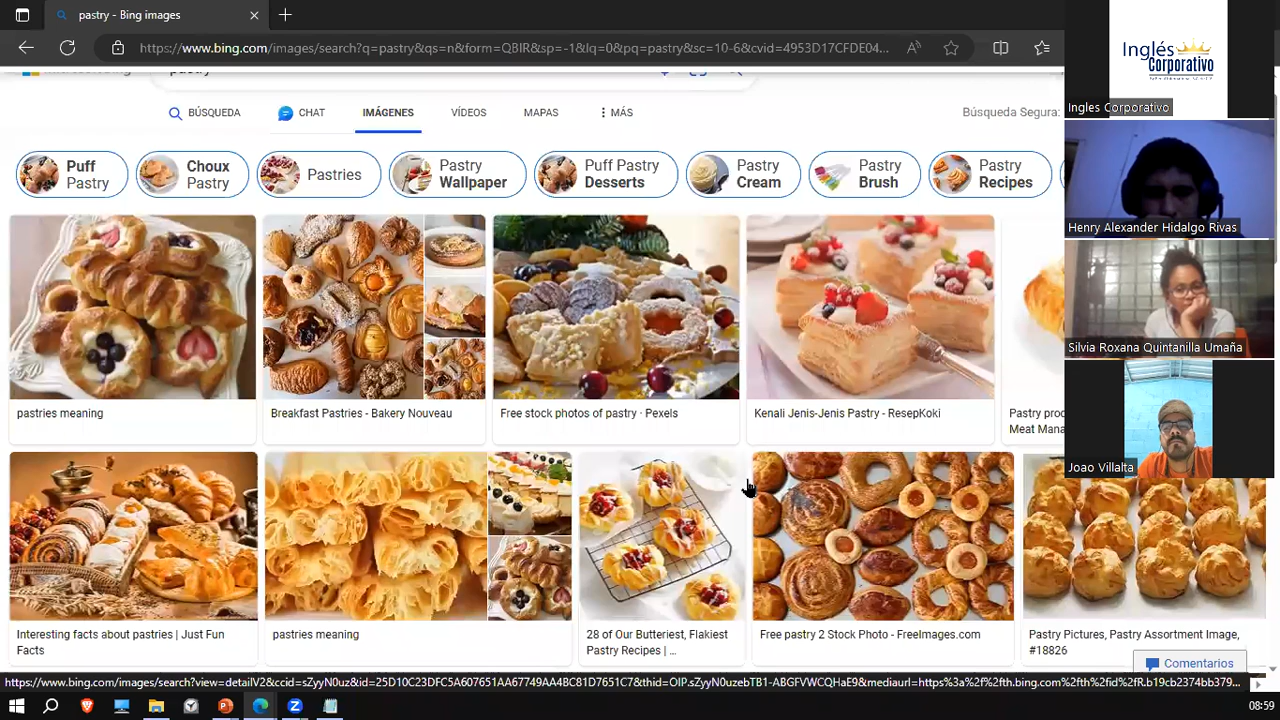 pastry - Bing images
https://www.bing.com/images/search?q=pastry&qs=n&form=QBIR&sp=-1&lq=0&pq=pastry&sc=10-6&cvid=4953D17CFDE04...
pastry
BÚSQUEDA
CHAT
IMÁGENES
VÍDEOS
MAPAS
MÁS
Búsqueda Segura:
Puff
Pastry
Choux
Pastry
Pastries
Pastry
Wallpaper
Puff Pastry
Desserts
Pastry
Cream
Pastry
Brush
Pastry
Recipes
pastries meaning
Breakfast Pastries - Bakery Nouveau
Free stock photos of pastry · Pexels
Kenali Jenis-Jenis Pastry - ResepKoki
Pastry proc
Meat Mana
Interesting facts about pastries | Just Fun
Facts
pastries meaning
28 of Our Butteriest, Flakiest
Pastry Recipes | ...
Free pastry 2 Stock Photo - FreeImages.com
Pastry Pictures, Pastry Assortment Image,
#18826
Comentarios
https://www.bing.com/images/search?view=detailV2&ccid=sZyyN0uz&id=25D10C23DFC5A607651AA67749AA4BC81D7651C7&thid=OIP.sZyyN0uzebTB1-ABGFVWCQHaE9&mediaurl=https%3a%2f%2fth.bing.com%2fth%2fid%2fR.b19cb2374bb379...
08:59
Inglés
Corporativo
Ingles Corporativo
Henry Alexander Hidalgo Rivas
Silvia Roxana Quintanilla Umaña
Joao Villalta